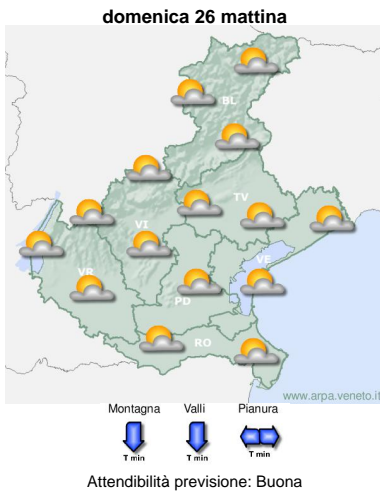 domenica 26 mattina
BL
TV
VI
VE
VR
PD
RO
www.arpa.veneto.it
Montagna Valli Pianura
T min T min T min
Attendibilità previsione: Buona